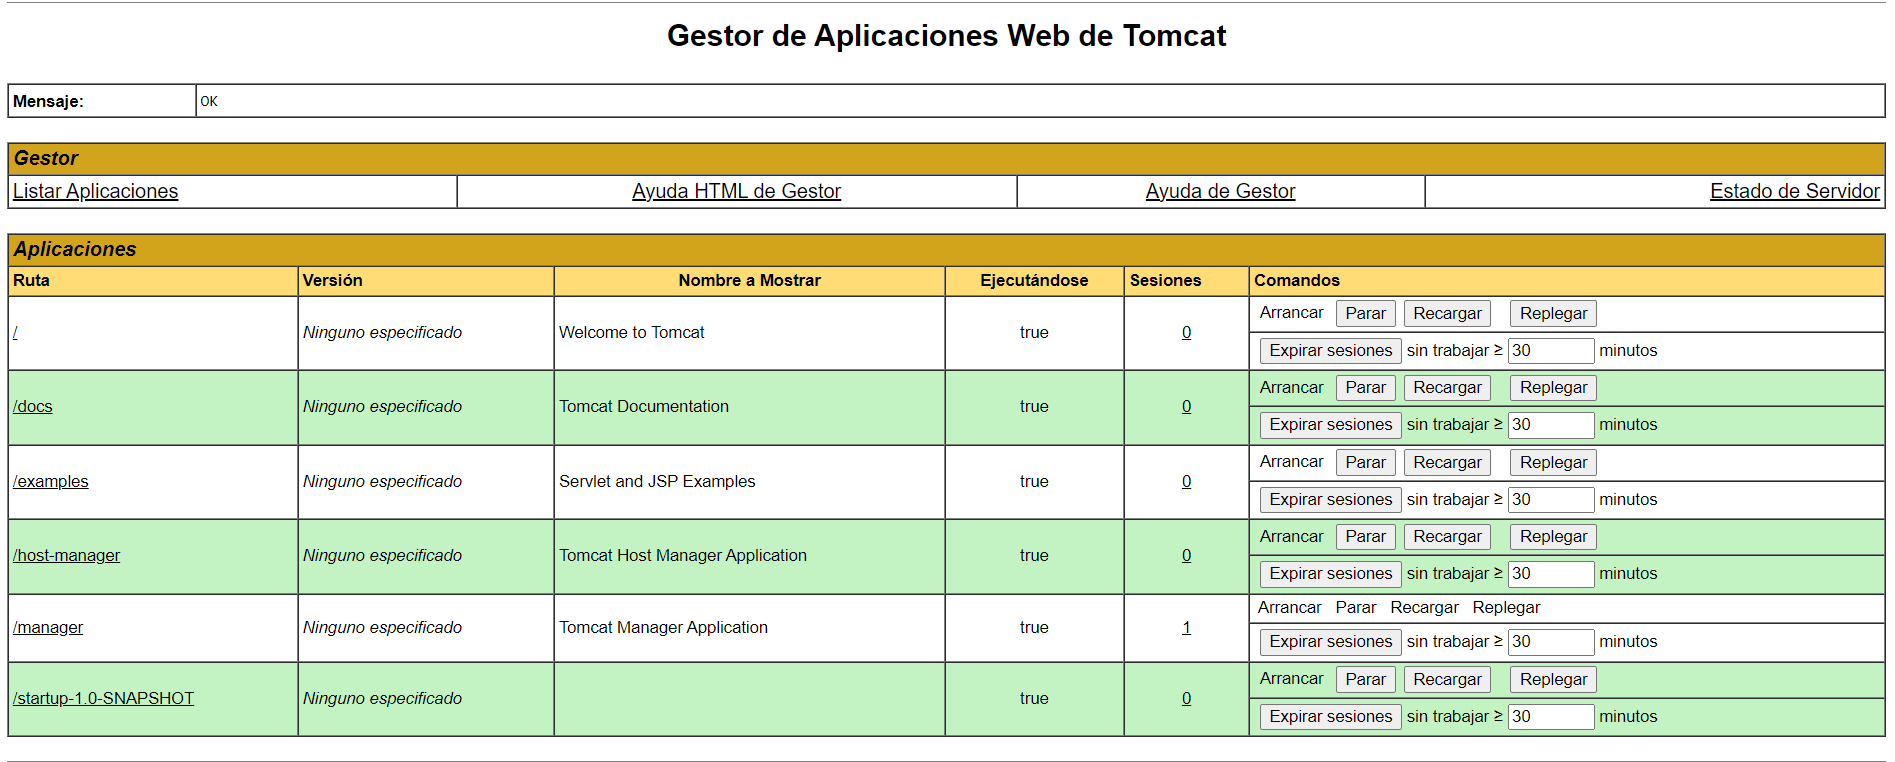 Gestor de Aplicaciones Web de Tomcat
Mensaje: OK
Gestor
Listar Aplicaciones Ayuda HTML de Gestor Ayuda de Gestor Estado de Servidor
Aplicaciones
Ruta Versión Nombre a Mostrar Ejecutándose Sesiones Comandos
/ Ninguno especificado Welcome to Tomcat true 0 Arrancar Parar Recargar Replegar
Expirar sesiones sin trabajar ≥ 30 minutos
/docs Ninguno especificado Tomcat Documentation true 0 Arrancar Parar Recargar Replegar
Expirar sesiones sin trabajar ≥ 30 minutos
/examples Ninguno especificado Servlet and JSP Examples true 0 Arrancar Parar Recargar Replegar
Expirar sesiones sin trabajar ≥ 30 minutos
/host-manager Ninguno especificado Tomcat Host Manager Application true 0 Arrancar Parar Recargar Replegar
Expirar sesiones sin trabajar ≥ 30 minutos
/manager Ninguno especificado Tomcat Manager Application true 1 Arrancar Parar Recargar Replegar
Expirar sesiones sin trabajar ≥ 30 minutos
/startup-1.0-SNAPSHOT Ninguno especificado true 0 Arrancar Parar Recargar Replegar
Expirar sesiones sin trabajar ≥ 30 minutos